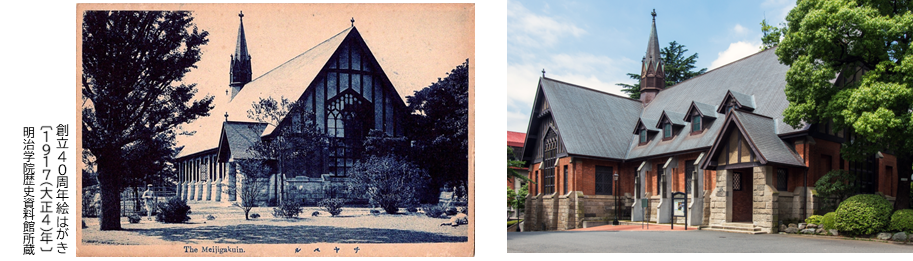 創立４０周年絵はがき
〔１９１７（大正４）年〕
明治学院歴史資料館所蔵
The Meijigakuin.
チヤペル